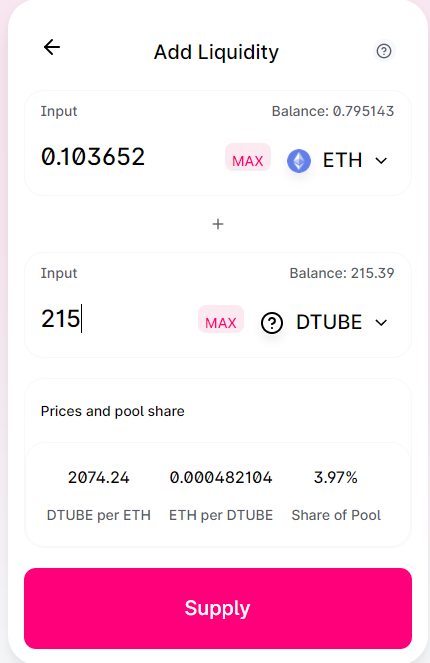 Add Liquidity
Input Balance: 0.795143
0.103652 MAX ETH
+
Input Balance: 215.39
215 MAX DTUBE
Prices and pool share
2074.24 0.000482104 3.97%
DTUBE per ETH ETH per DTUBE Share of Pool
Supply